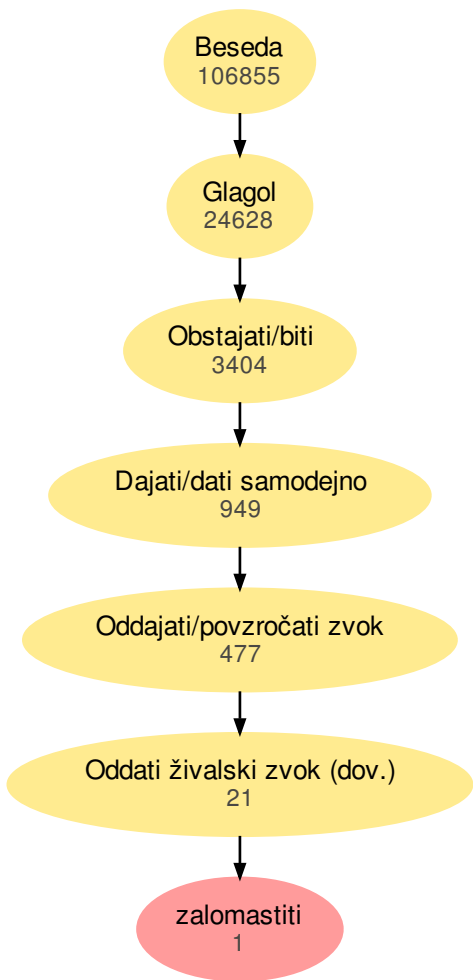 Beseda
106855
Glagol
24628
Obstajati/biti
3404
Dajati/dati samodejno
949
Oddajati/povzročati zvok
477
Oddati živalski zvok (dov.)
21
zalomastiti
1